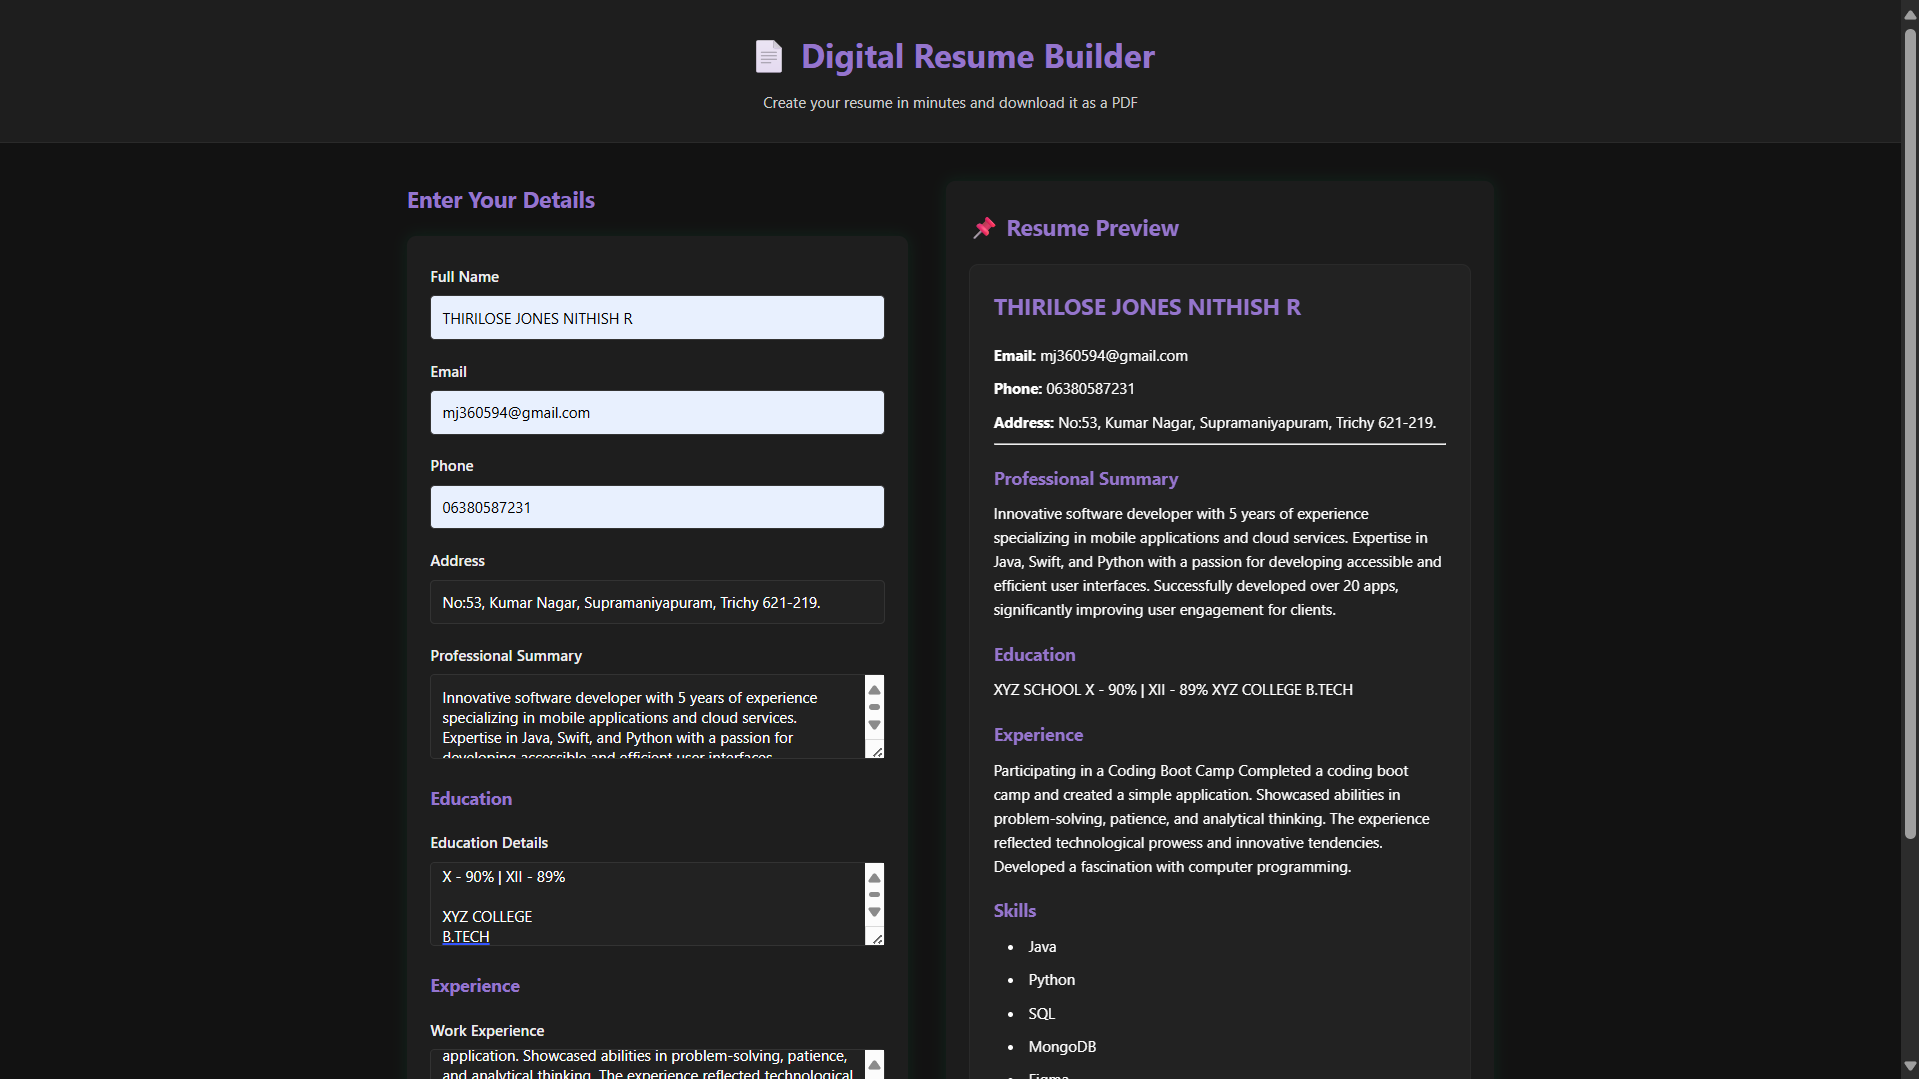 Digital Resume Builder
Create your resume in minutes and download it as a PDF
Enter Your Details
Full Name
THIRILOSE JONES NITHISH R
Email
mj360594@gmail.com
Phone
06380587231
Address
No:53, Kumar Nagar, Supramaniyapuram, Trichy 621-219.
Professional Summary
Innovative software developer with 5 years of experience
specializing in mobile applications and cloud services.
Expertise in Java, Swift, and Python with a passion for
developing accessible and efficient user interfaces.
Education
Education Details
X - 90% | XII - 89%
XYZ COLLEGE
B.TECH
Experience
Work Experience
application. Showcased abilities in problem-solving, patience,
and analytical thinking. The experience reflected technological
Resume Preview
THIRILOSE JONES NITHISH R
Email: mj360594@gmail.com
Phone: 06380587231
Address: No:53, Kumar Nagar, Supramaniyapuram, Trichy 621-219.
Professional Summary
Innovative software developer with 5 years of experience
specializing in mobile applications and cloud services. Expertise in
Java, Swift, and Python with a passion for developing accessible and
efficient user interfaces. Successfully developed over 20 apps,
significantly improving user engagement for clients.
Education
XYZ SCHOOL X - 90% | XII - 89% XYZ COLLEGE B.TECH
Experience
Participating in a Coding Boot Camp Completed a coding boot
camp and created a simple application. Showcased abilities in
problem-solving, patience, and analytical thinking. The experience
reflected technological prowess and innovative tendencies.
Developed a fascination with computer programming.
Skills
• Java
• Python
• SQL
• MongoDB
• Figma